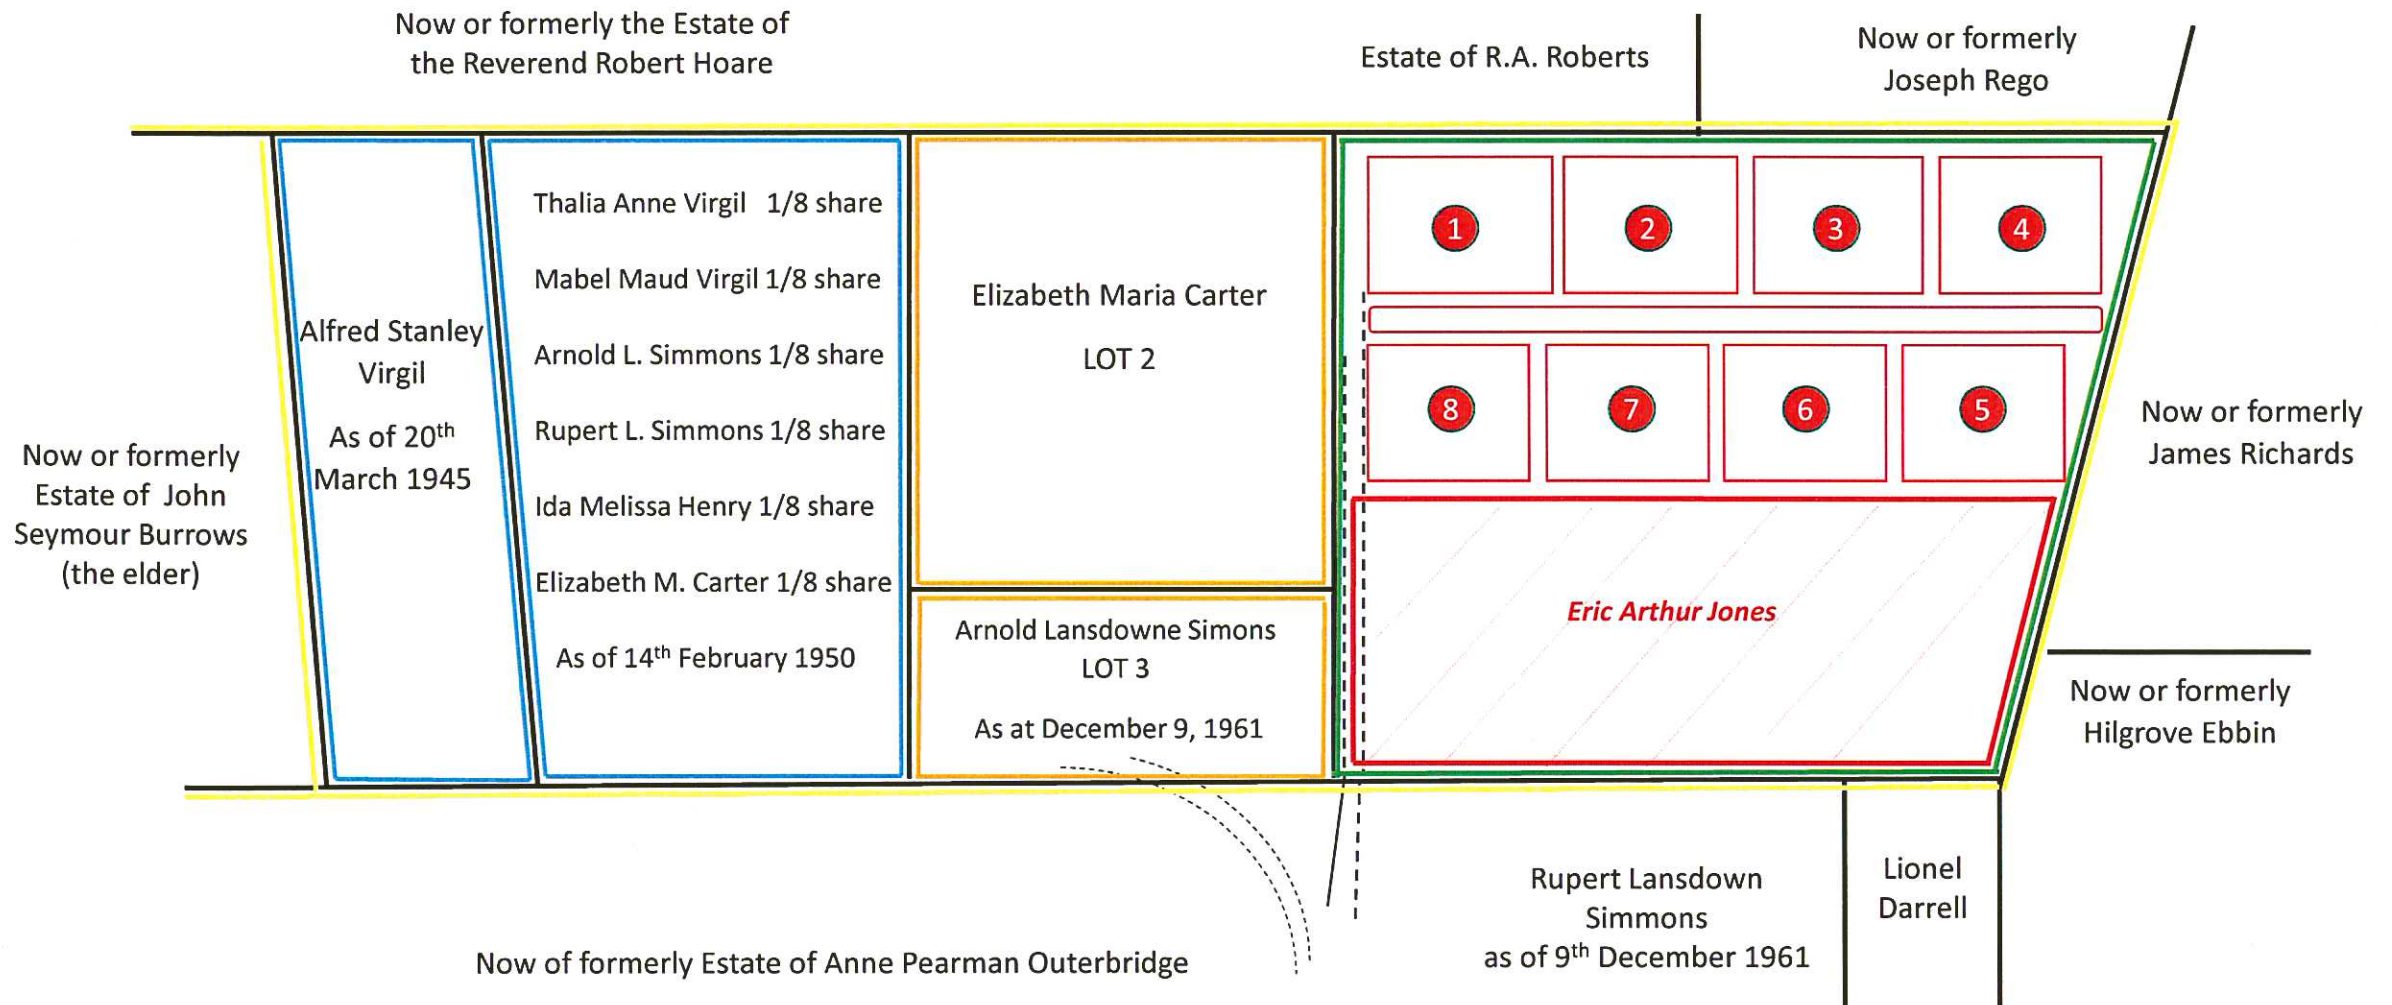 Now or formerly the Estate of
the Reverend Robert Hoare
Estate of R.A. Roberts
Now or formerly
Joseph Rego
Now or formerly
Estate of  John
Seymour Burrows
(the elder)
Alfred Stanley
Virgil
As of 20th
March 1945
Thalia Anne Virgil   1/8 share
Mabel Maud Virgil 1/8 share
Arnold L. Simmons 1/8 share
Rupert L. Simmons 1/8 share
Ida Melissa Henry 1/8 share
Elizabeth M. Carter 1/8 share
As of 14th February 1950
Elizabeth Maria Carter
LOT 2
Arnold Lansdowne Simons
LOT 3
As at December 9, 1961
1
2
3
4
8
7
6
5
Eric Arthur Jones
Now or formerly
James Richards
Now or formerly
Hilgrove Ebbin
Now of formerly Estate of Anne Pearman Outerbridge
Rupert Lansdown
Simmons
as of 9th December 1961
Lionel
Darrell